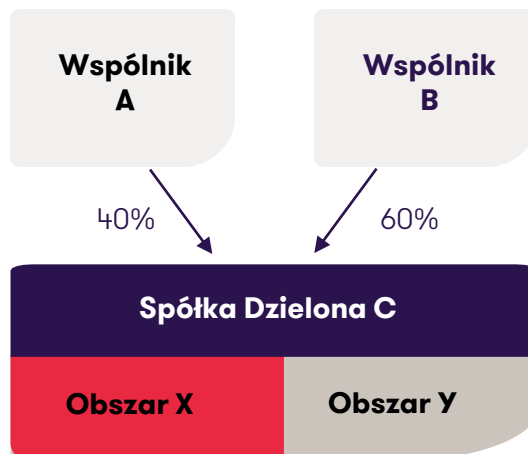 Wspólnik
A
Wspólnik
B
40%
60%
Spółka Dzielona C
Obszar X
Obszar Y